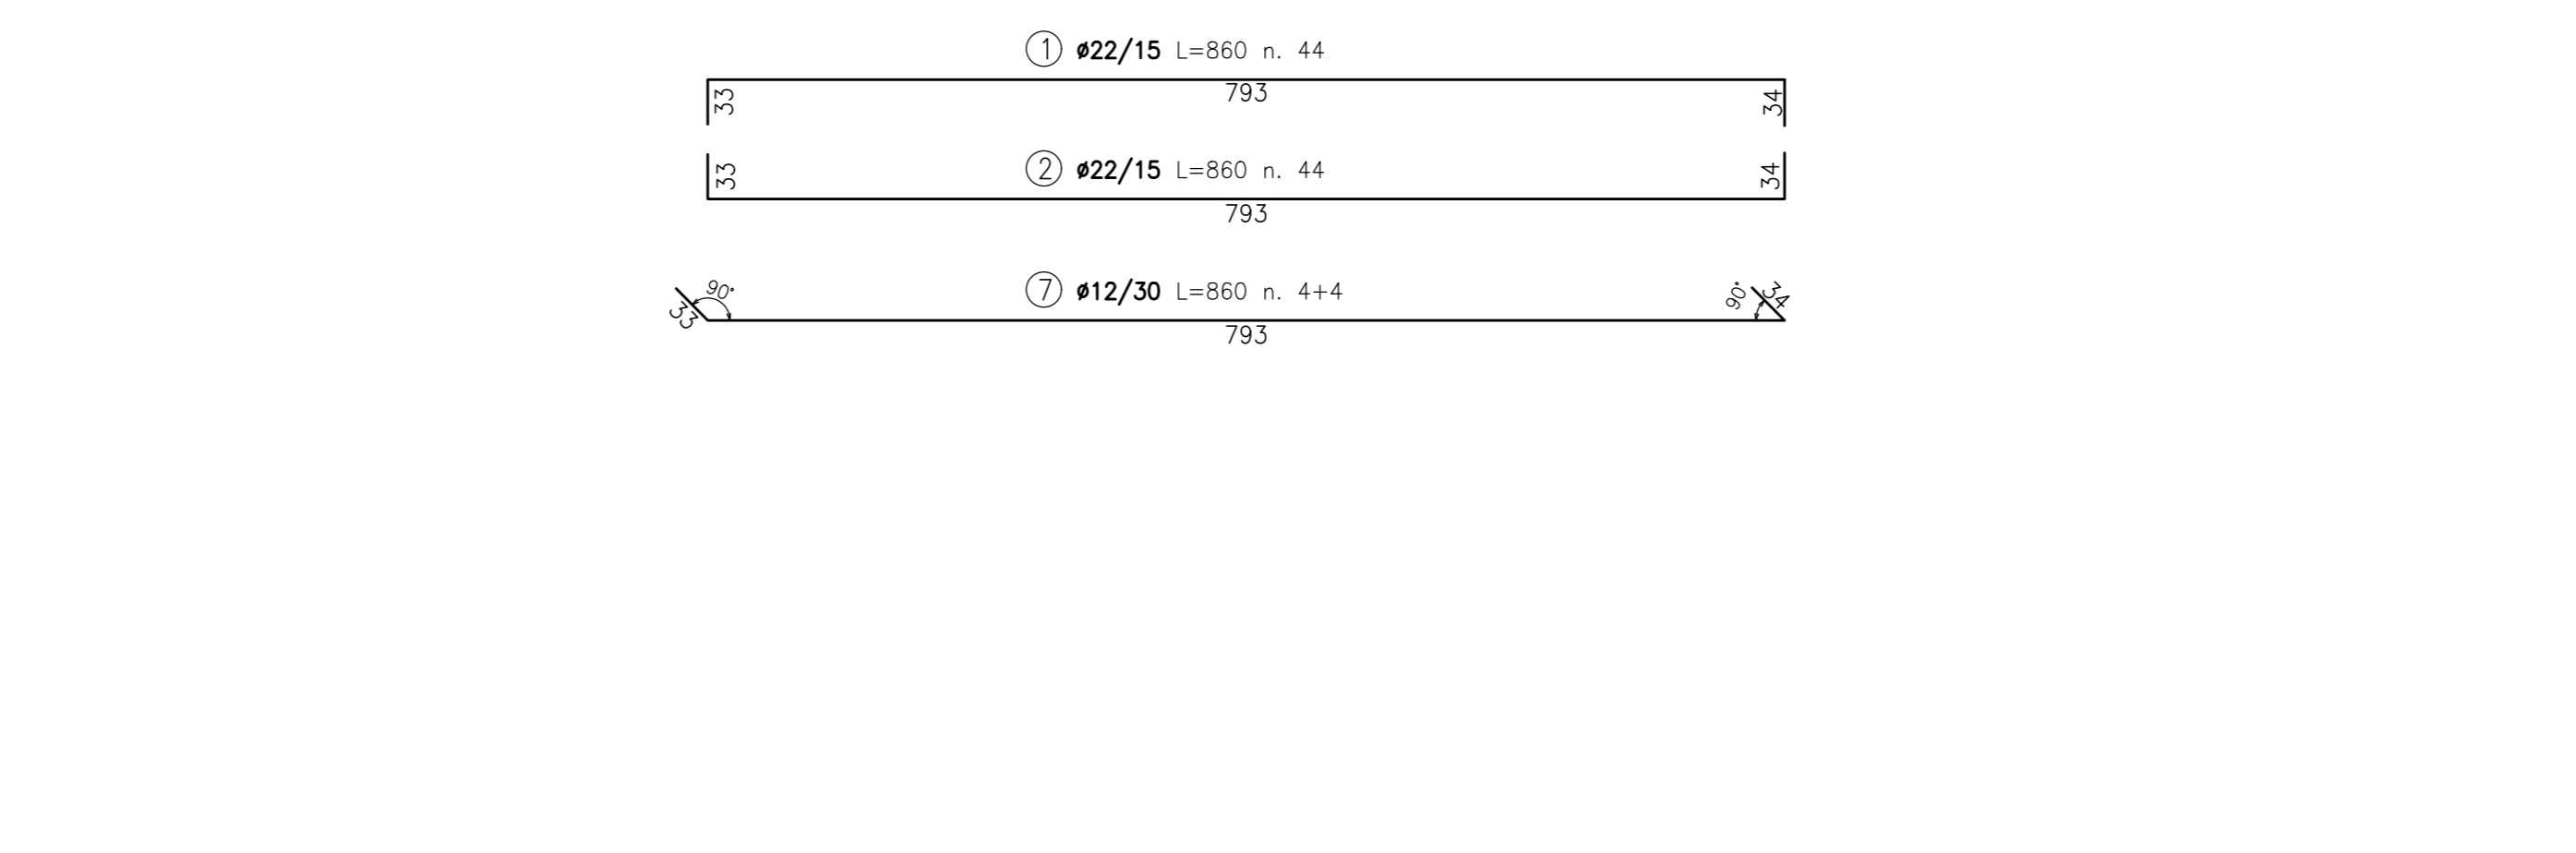 1 ø22/15 L=860 n. 44
33 793 34
2 ø22/15 L=860 n. 44
33 34
793
7 ø12/30 L=860 n. 4+4
33 90° 90° 34
793